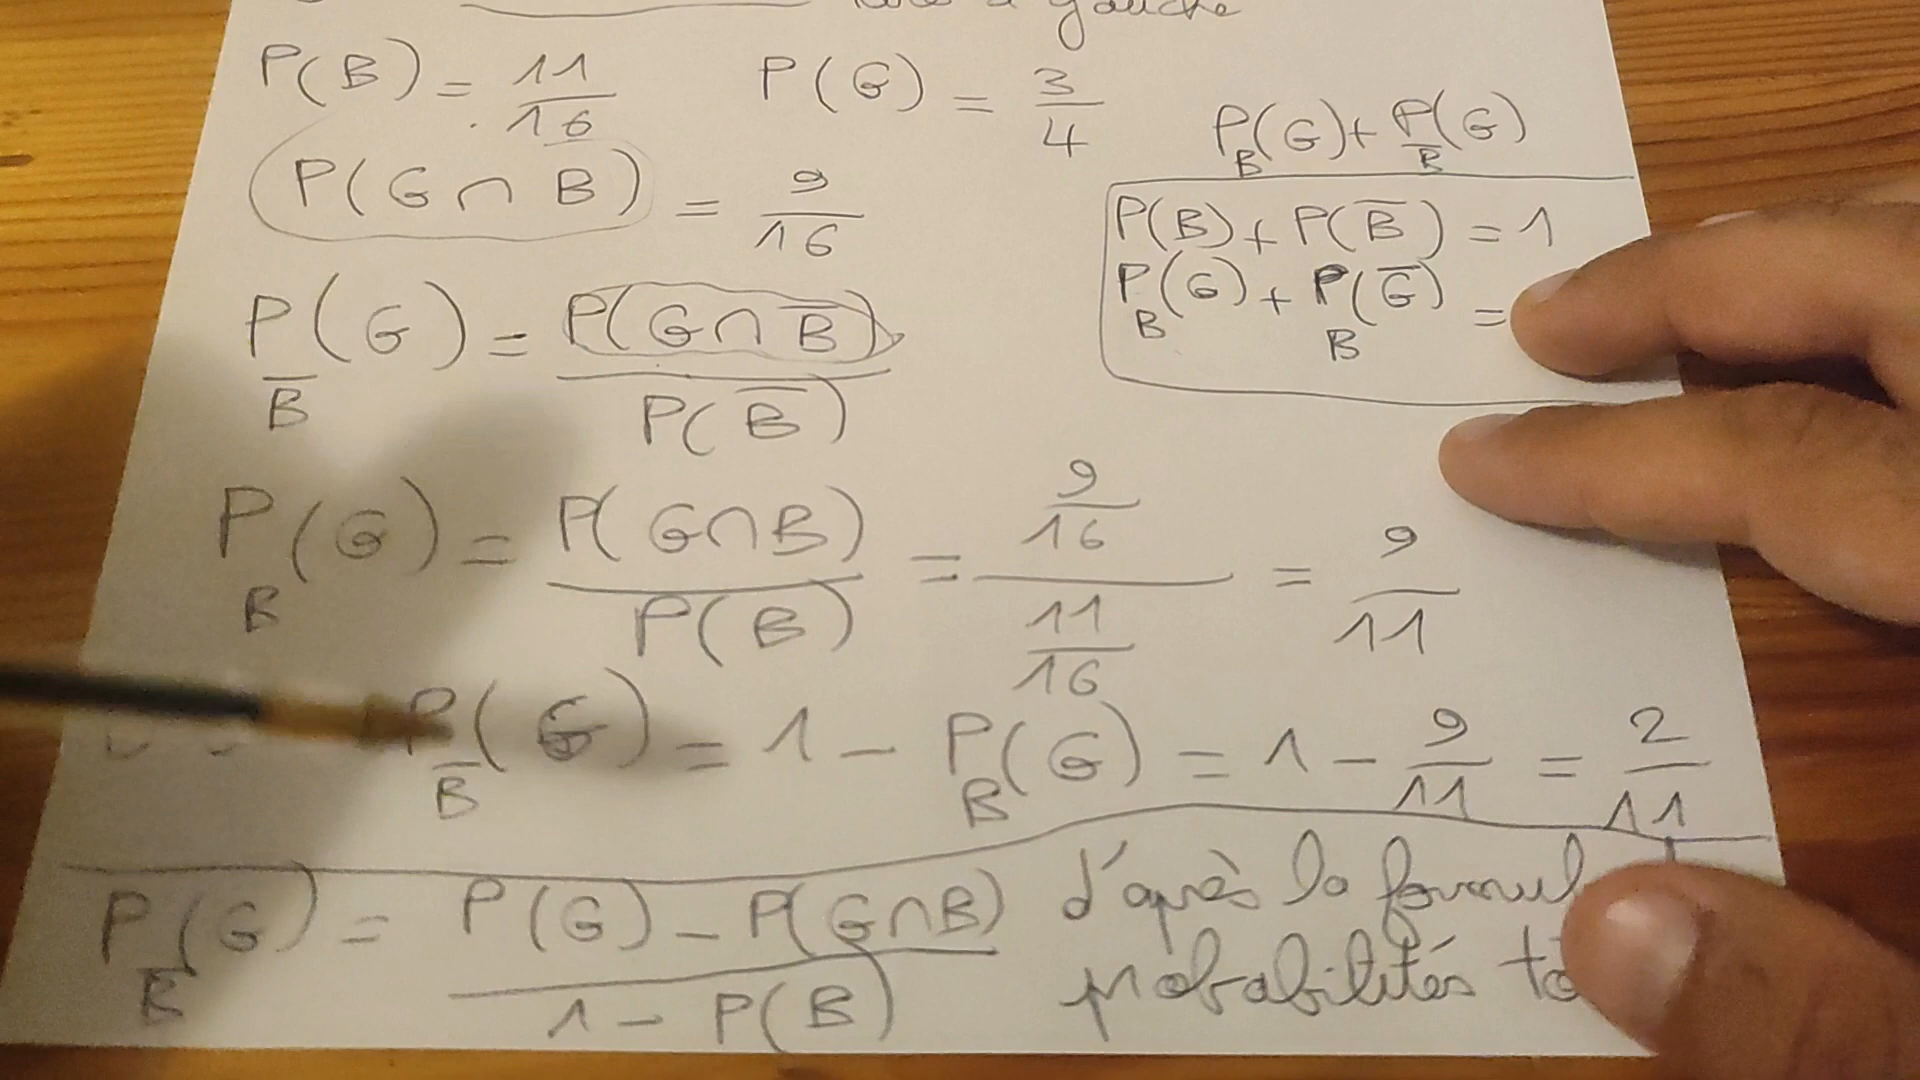 à gauche
P(B) = 11/16 P(G) = 3/4
P_B(G) + P_B̅(G)
P(G∩B) = 9/16
P(B) + P(B̅) = 1
P_B(G) + P_B(G̅) =
P_B̅(G) = P(G∩B̅)/P(B̅)
P_B(G) = P(G∩B)/P(B) = (9/16)/(11/16) = 9/11
P_B̅(G) = 1 - P_B(G) = 1 - 9/11 = 2/11
P_B̅(G) = (P(G) - P(G∩B))/(1 - P(B)) d'après la
probabilités